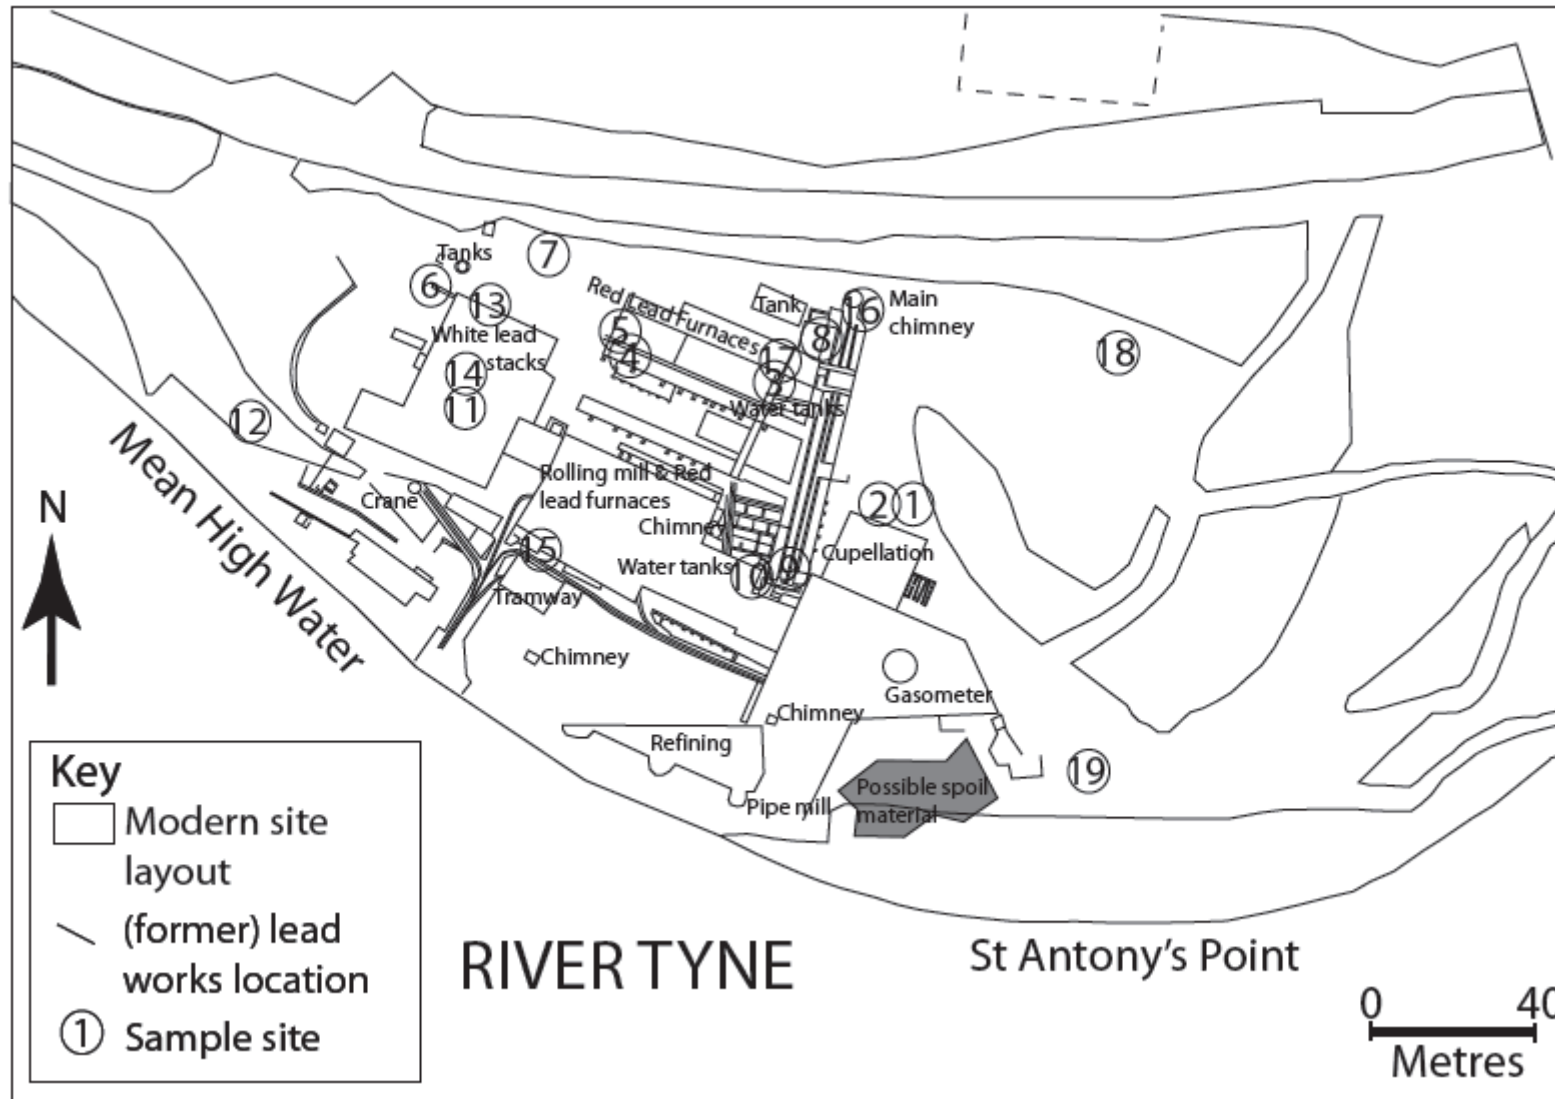 Tanks
7
6
13
White lead
stacks
14
11
12
Red Lead Furnaces
5
4
Tank
8
16
Main
chimney
3
Water tanks
18
Rolling mill & Red
lead furnaces
Crane
Chimney
2
1
Cupellation
15
Water tanks
10
9
Tramway
Mean High Water
N
Chimney
Gasometer
Chimney
Refining
Pipe mill
Possible spoil
material
19
Key
Modern site
layout
(former) lead
works location
1
Sample site
RIVER TYNE
St Antony's Point
0
40
Metres